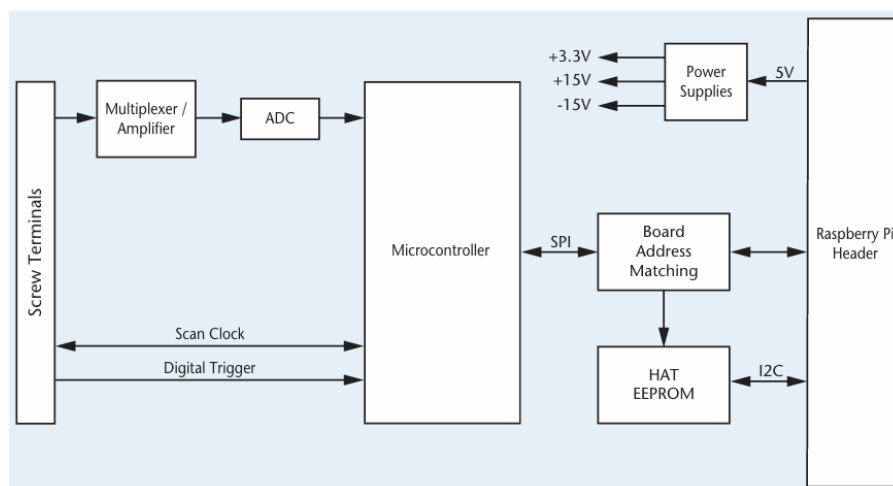 +3.3V
+15V
-15V
Power
Supplies
5V
Multiplexer /
Amplifier
ADC
Screw Terminals
Microcontroller
SPI
Board
Address
Matching
Raspberry Pi
Header
Scan Clock
Digital Trigger
HAT
EEPROM
I2C